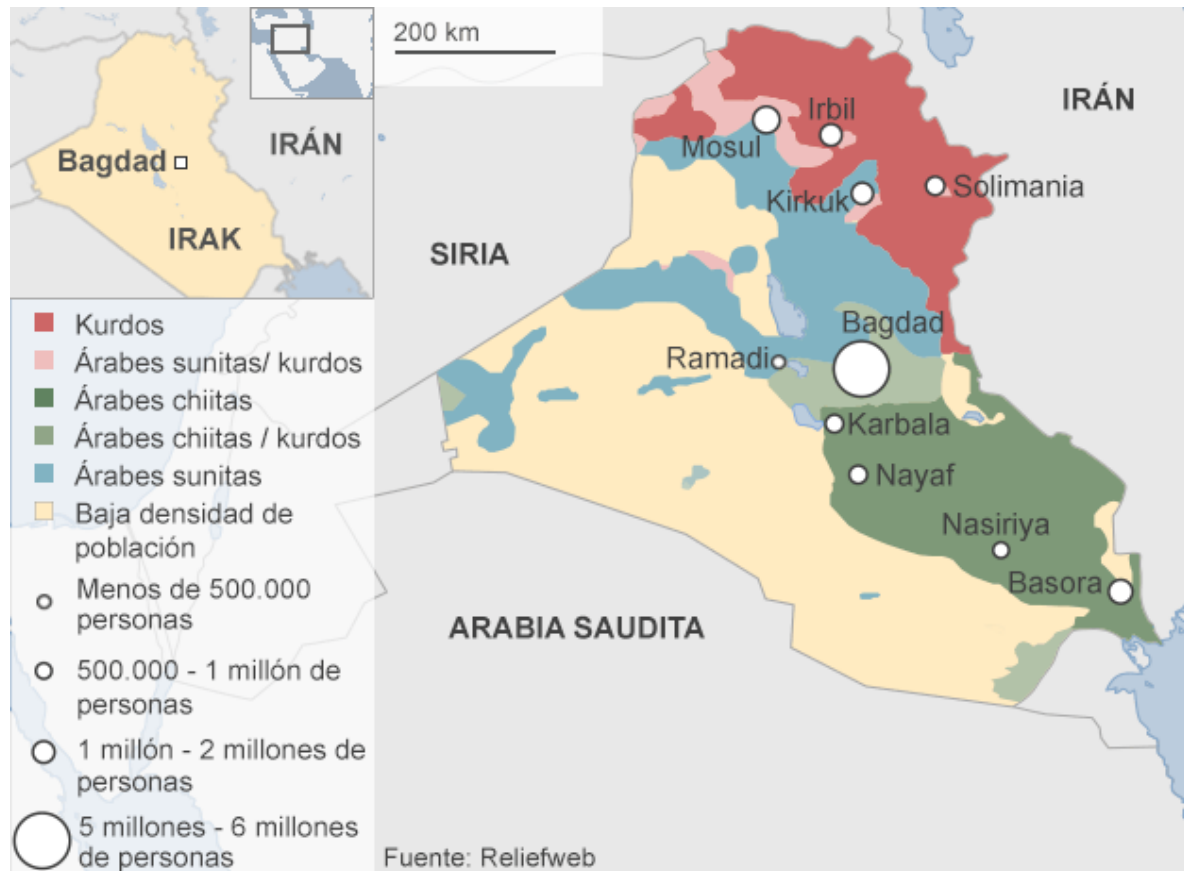 200 km
IRÁN
Bagdad
IRAK
Kurdos
Árabes sunitas/ kurdos
Árabes chiitas
Árabes chiitas / kurdos
Árabes sunitas
Baja densidad de
población
Menos de 500.000
personas
500.000 - 1 millón de
personas
1 millón - 2 millones de
personas
5 millones - 6 millones
de personas
IRÁN
Irbil
Mosul
Solimania
Kirkuk
SIRIA
Bagdad
Ramadi
Karbala
Nayaf
Nasiriya
Basora
ARABIA SAUDITA
Fuente: Reliefweb